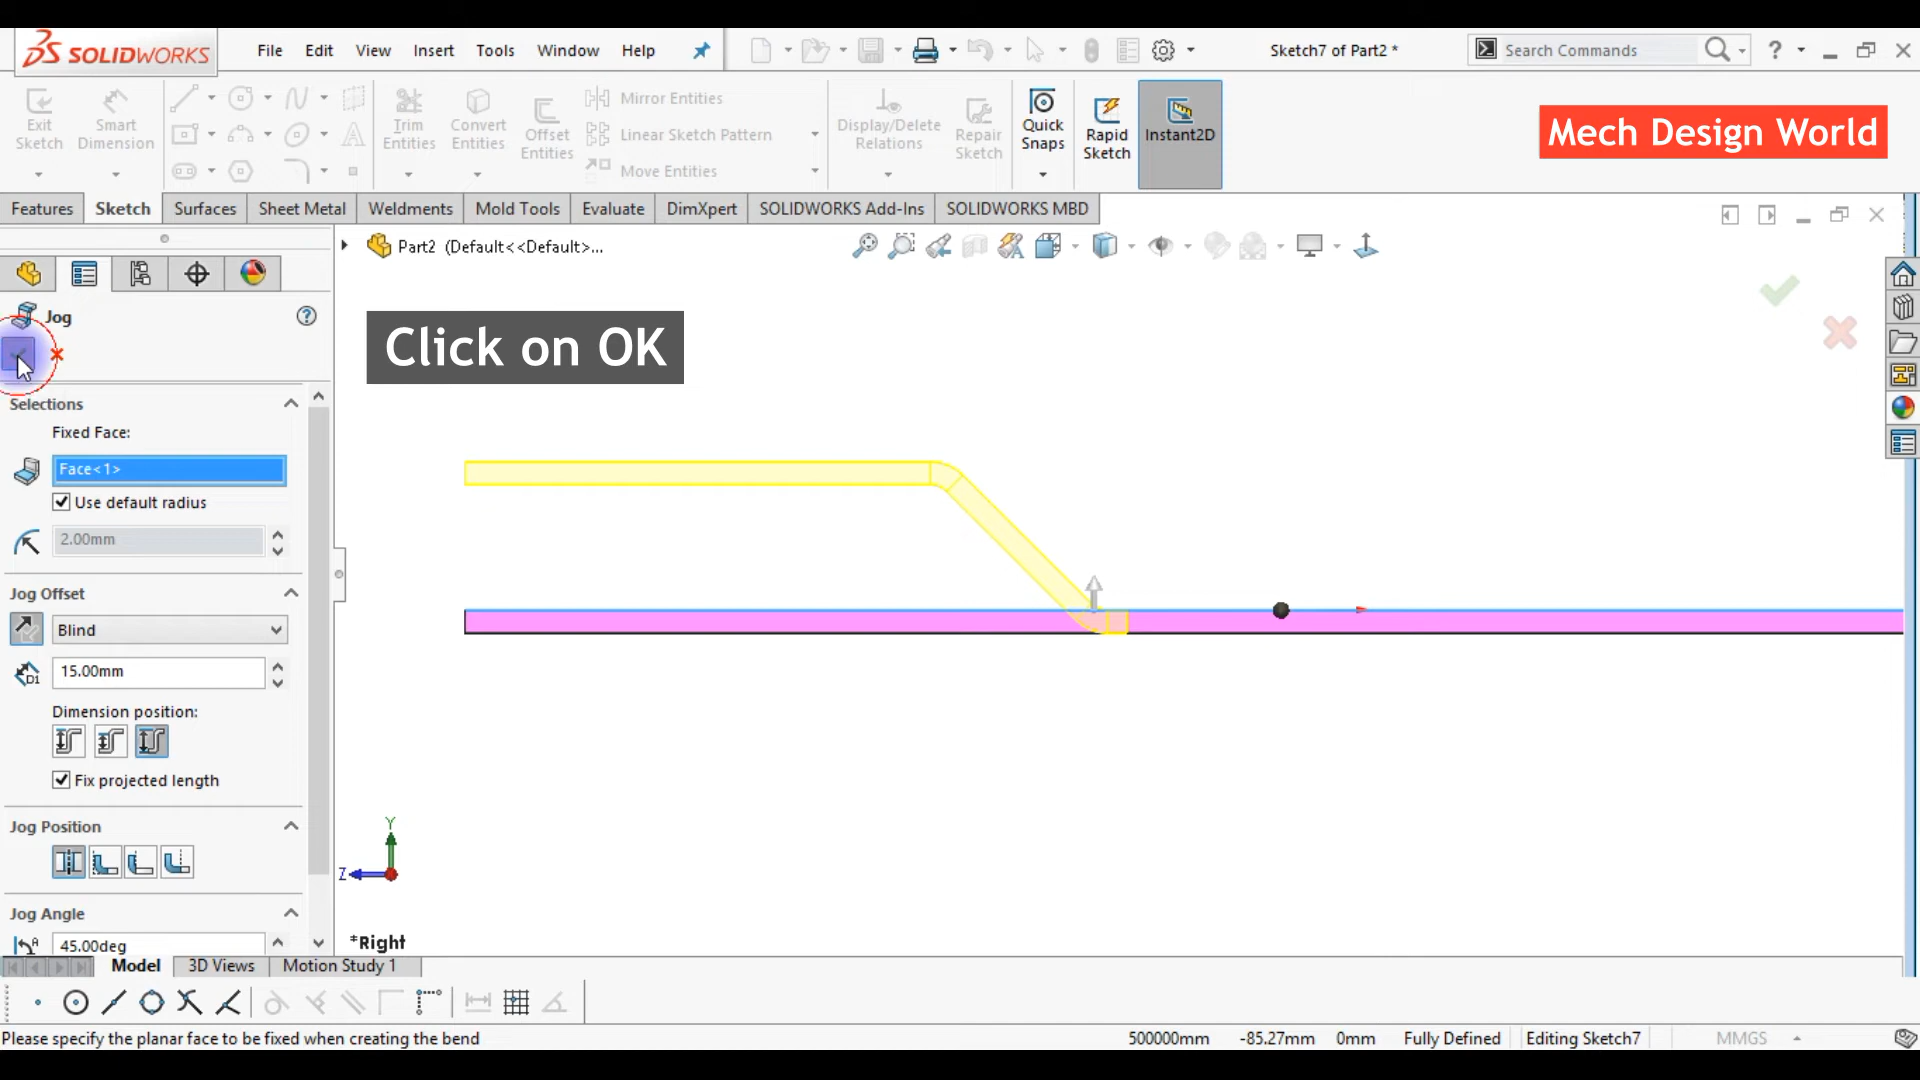 SOLIDWORKS File Edit View Insert Tools Window Help Sketch7 of Part2 * Search Commands ?
Exit Sketch
Smart Dimension
Trim Entities
Convert Entities
Offset Entities
Mirror Entities
Linear Sketch Pattern
Move Entities
Display/Delete Relations
Repair Sketch
Quick Snaps
Rapid Sketch
Instant2D
Mech Design World
Features Sketch Surfaces Sheet Metal Weldments Mold Tools Evaluate DimXpert SOLIDWORKS Add-Ins SOLIDWORKS MBD
Part2 (Default<<Default>...
Jog
?
Click on OK
Selections
Fixed Face:
Face<1>
Use default radius
2.00mm
Jog Offset
Blind
D1
15.00mm
Dimension position:
Fix projected length
Jog Position
Jog Angle
A
45.00deg
Y
Z
*Right
Model 3D Views Motion Study 1
Please specify the planar face to be fixed when creating the bend 500000mm -85.27mm 0mm Fully Defined Editing Sketch7 MMGS